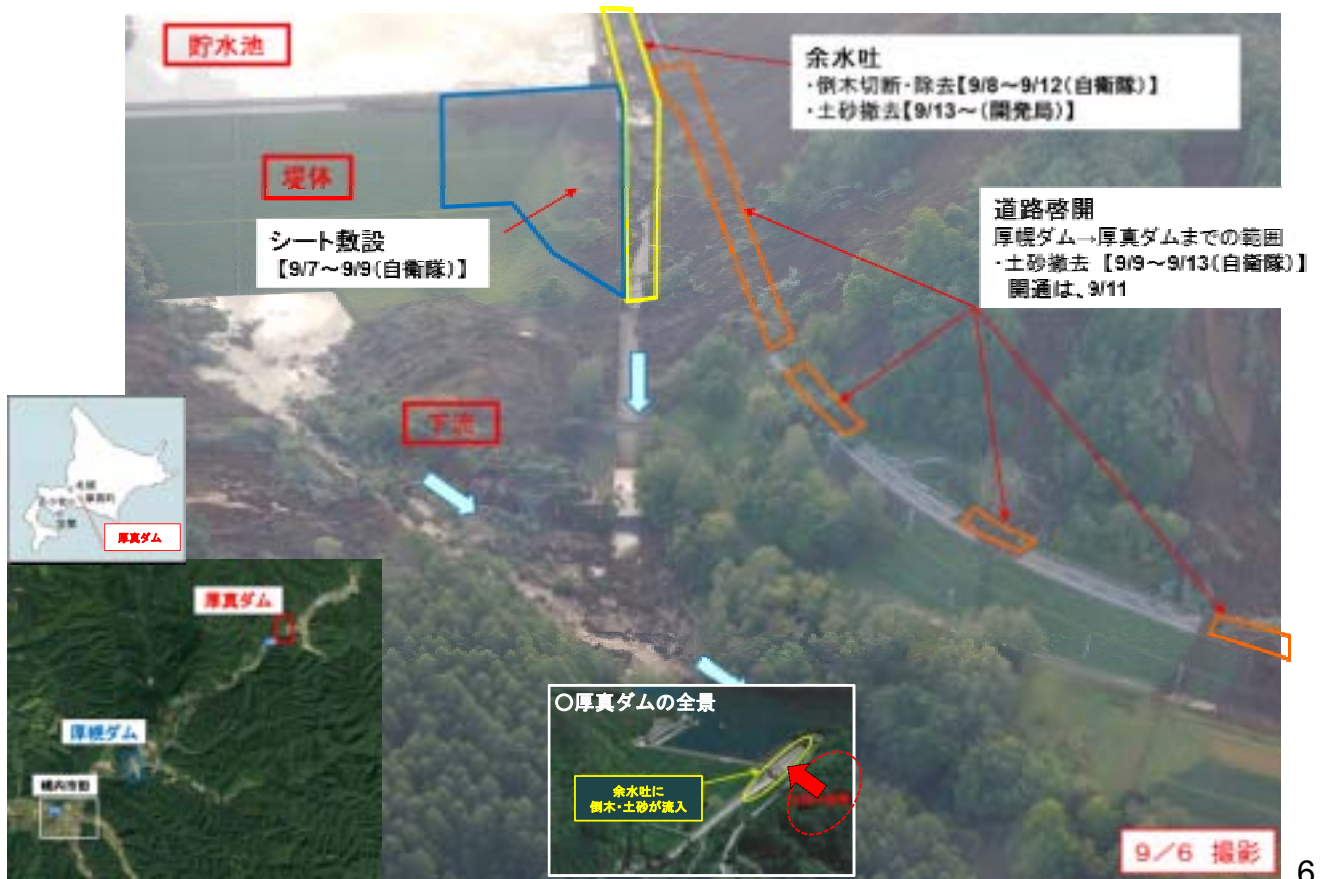 貯水池
余水吐
・倒木切断・除去【9/8～9/12(自衛隊)】
・土砂撤去【9/13～(開発局)】
堤体
シート敷設
【9/7～9/9(自衛隊)】
道路啓開
厚幌ダム→厚真ダムまでの範囲
・土砂撤去 【9/9～9/13(自衛隊)】
開通は、9/11
下流
厚真ダム
厚真ダム
厚幌ダム
○厚真ダムの全景
余水吐に
倒木・土砂が流入
9／6 撮影
6